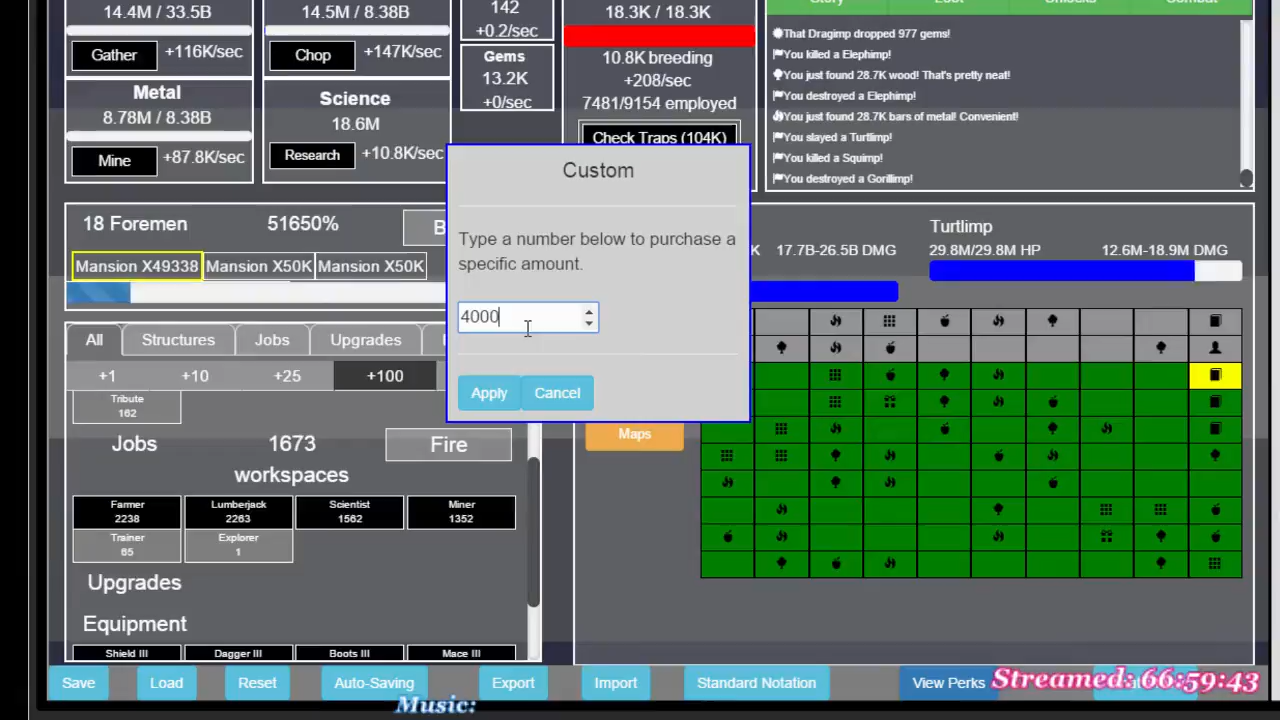 14.4M / 33.5B
Gather
+116K/sec
14.5M / 8.38B
Chop
+147K/sec
142
+0.2/sec
18.3K / 18.3K
Metal
8.78M / 8.38B
Mine
+87.8K/sec
Science
18.6M
Research
+10.8K/sec
Gems
13.2K
+0/sec
10.8K breeding
+208/sec
7481/9154 employed
Check Traps (104K)
That Dragimp dropped 977 gems!
You killed a Elephimp!
You just found 28.7K wood! That's pretty neat!
You destroyed a Elephimp!
You just found 28.7K bars of metal! Convenient!
You slayed a Turtlimp!
You killed a Squimp!
You destroyed a Gorillimp!
18 Foremen
51650%
Mansion X49338
Mansion X50K
Mansion X50K
Custom
Type a number below to purchase a
specific amount.
4000
Apply
Cancel
17.7B-26.5B DMG
Turtlimp
29.8M/29.8M HP
12.6M-18.9M DMG
All
Structures
Jobs
Upgrades
+1
+10
+25
+100
Tribute
162
Jobs
1673
workspaces
Fire
Farmer
2238
Lumberjack
2263
Scientist
1562
Miner
1352
Trainer
65
Explorer
1
Upgrades
Equipment
Shield III
Dagger III
Boots III
Mace III
Maps
Save
Load
Reset
Auto-Saving
Export
Import
Standard Notation
View Perks
Streamed: 66:59:43
Music: